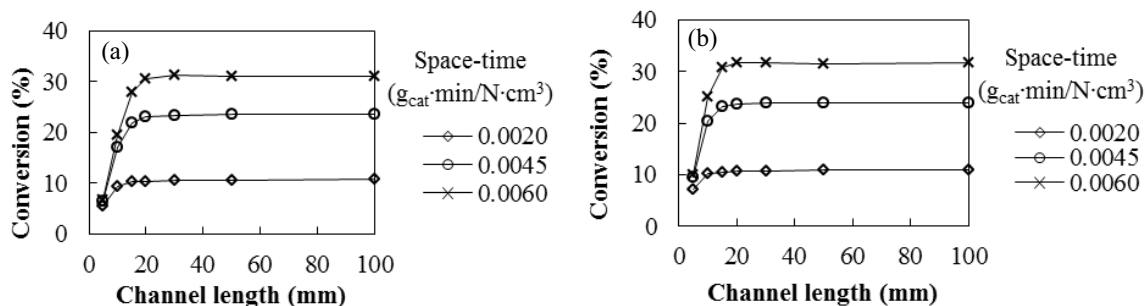 (a)
40
30
20
10
0
Conversion (%)
0 20 40 60 80 100
Channel length (mm)
Space-time
(g_cat·min/N·cm³)
0.0020
0.0045
0.0060
(b)
40
30
20
10
0
Conversion (%)
0 20 40 60 80 100
Channel length (mm)
Space-time
(g_cat·min/N·cm³)
0.0020
0.0045
0.0060